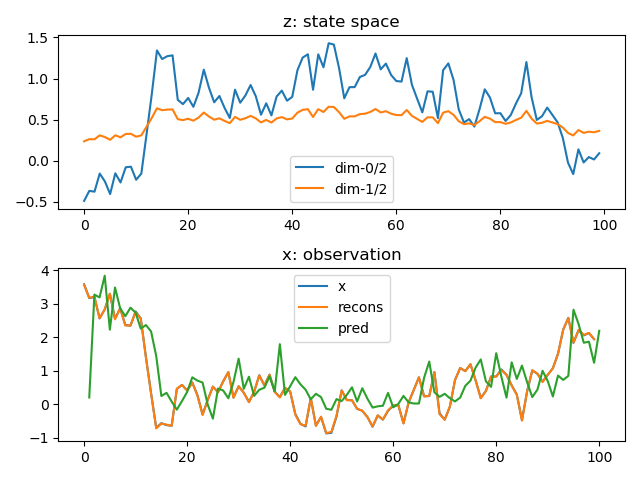 z: state space
1.5
1.0
0.5
0.0
−0.5
dim-0/2
dim-1/2
0 20 40 60 80 100
x: observation
4
3
2
1
0
−1
x
recons
pred
0 20 40 60 80 100